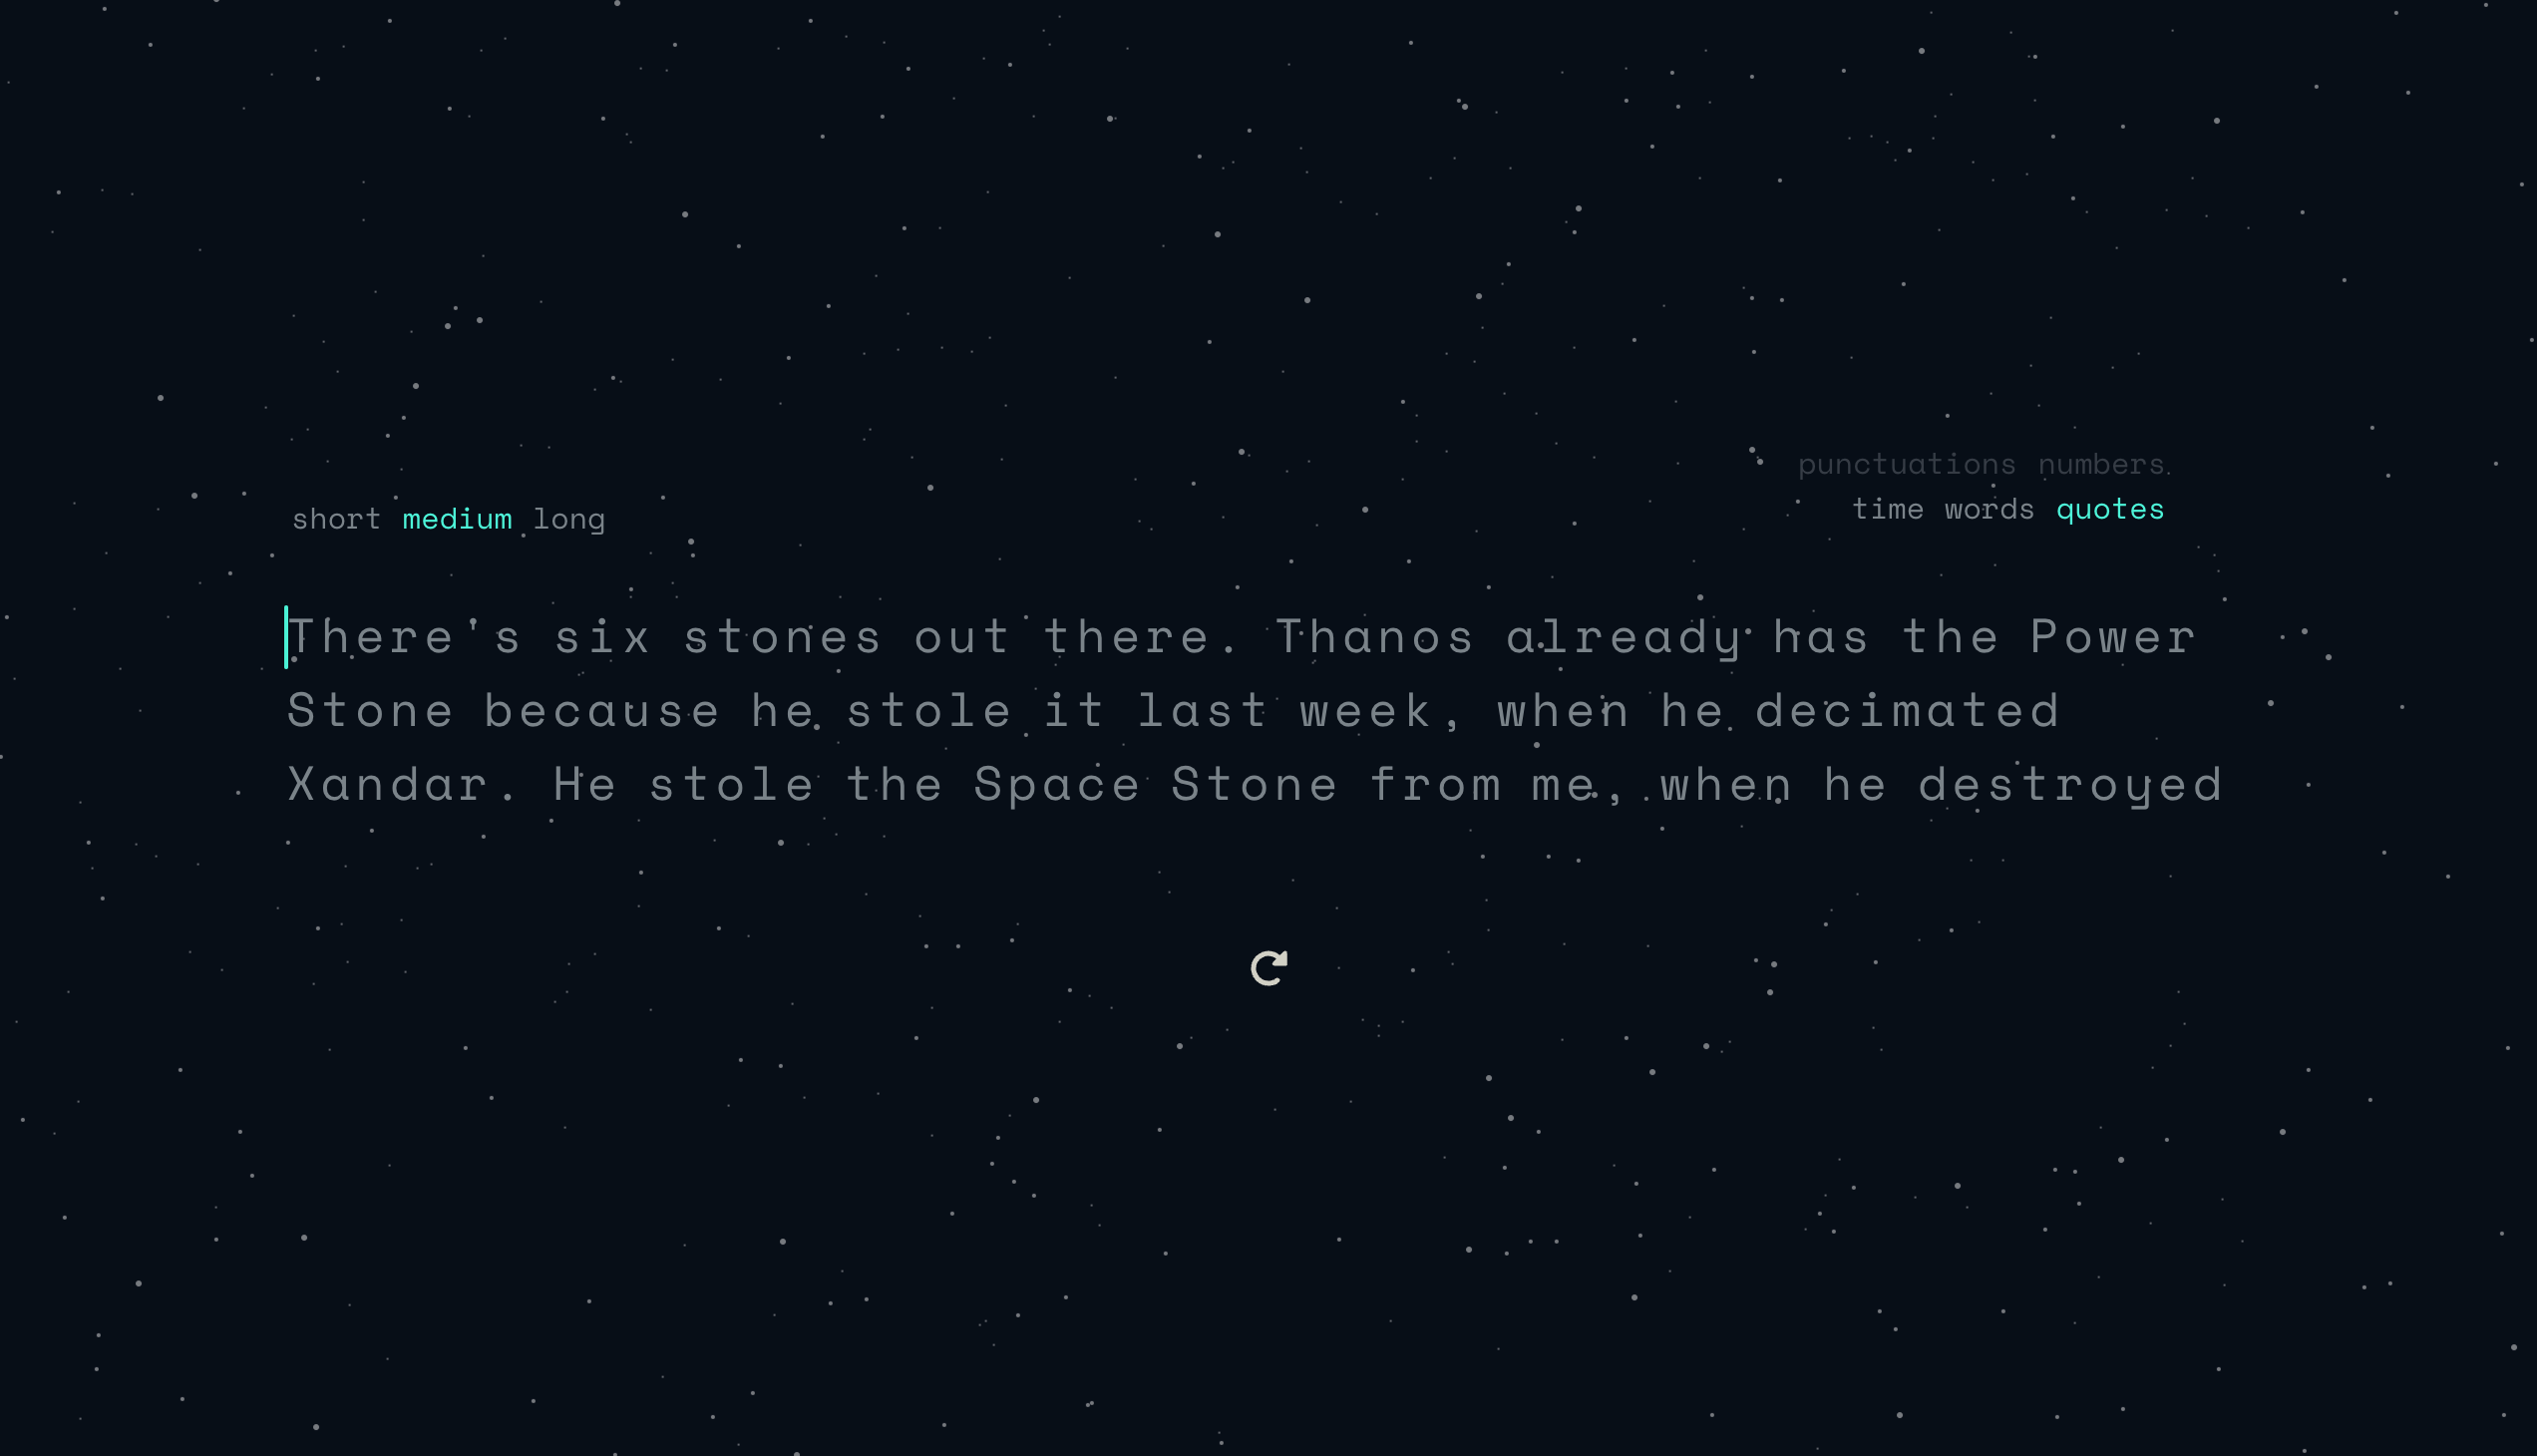 punctuations numbers
short medium long
time words quotes
There's six stones out there. Thanos already has the Power
Stone because he stole it last week, when he decimated
Xandar. He stole the Space Stone from me, when he destroyed